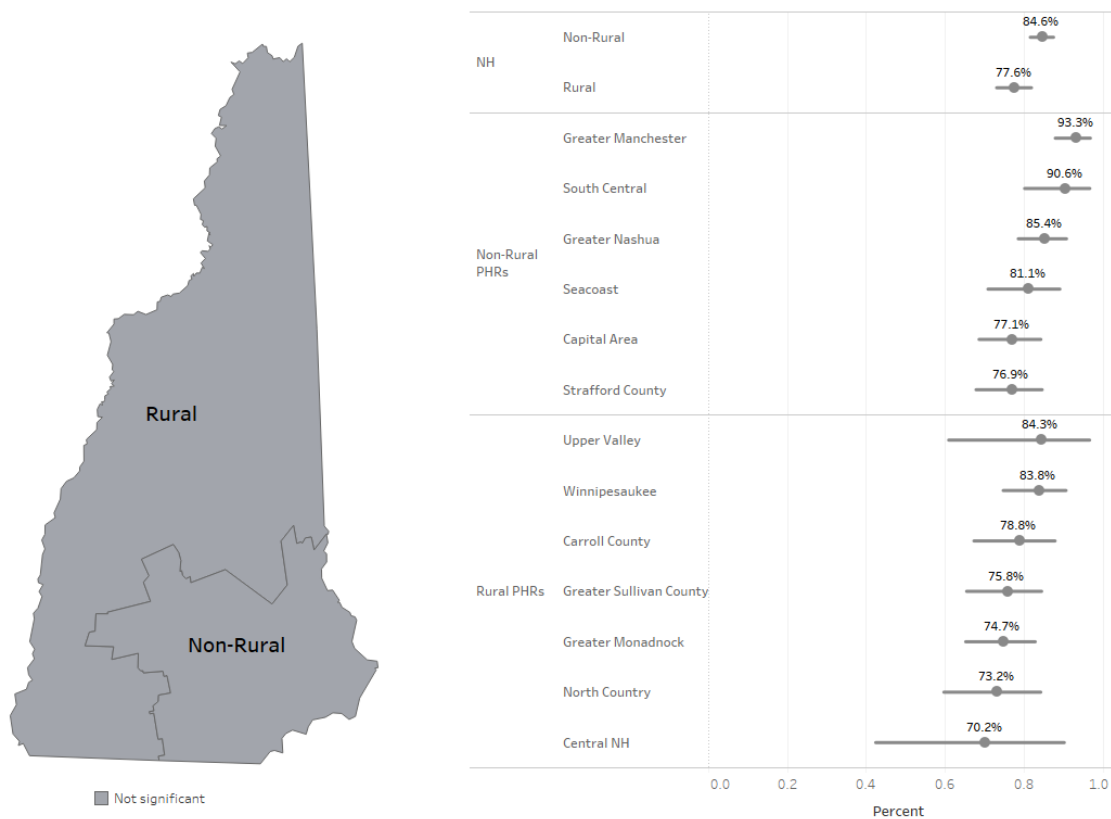 Rural
Non-Rural
Not significant
NH
Non-Rural
84.6%
Rural
77.6%
Non-Rural
PHRs
Greater Manchester
93.3%
South Central
90.6%
Greater Nashua
85.4%
Seacoast
81.1%
Capital Area
77.1%
Strafford County
76.9%
Rural PHRs
Upper Valley
84.3%
Winnipesaukee
83.8%
Carroll County
78.8%
Greater Sullivan County
75.8%
Greater Monadnock
74.7%
North Country
73.2%
Central NH
70.2%
0.0 0.2 0.4 0.6 0.8 1.0
Percent